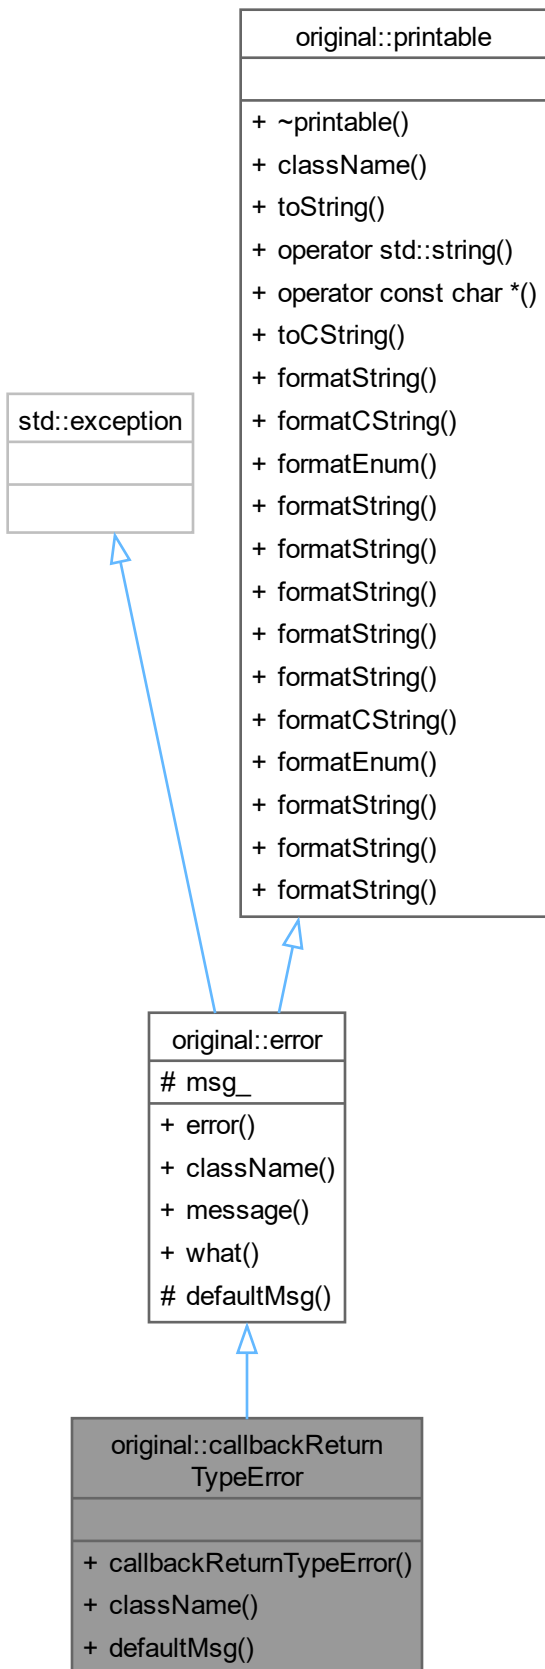 original::printable
+ ~printable()
+ className()
+ toString()
+ operator std::string()
+ operator const char *()
+ toCString()
+ formatString()
+ formatCString()
+ formatEnum()
+ formatString()
+ formatString()
+ formatString()
+ formatString()
+ formatString()
+ formatCString()
+ formatEnum()
+ formatString()
+ formatString()
+ formatString()
std::exception
original::error
# msg_
+ error()
+ className()
+ message()
+ what()
# defaultMsg()
original::callbackReturn
TypeError
+ callbackReturnTypeError()
+ className()
+ defaultMsg()